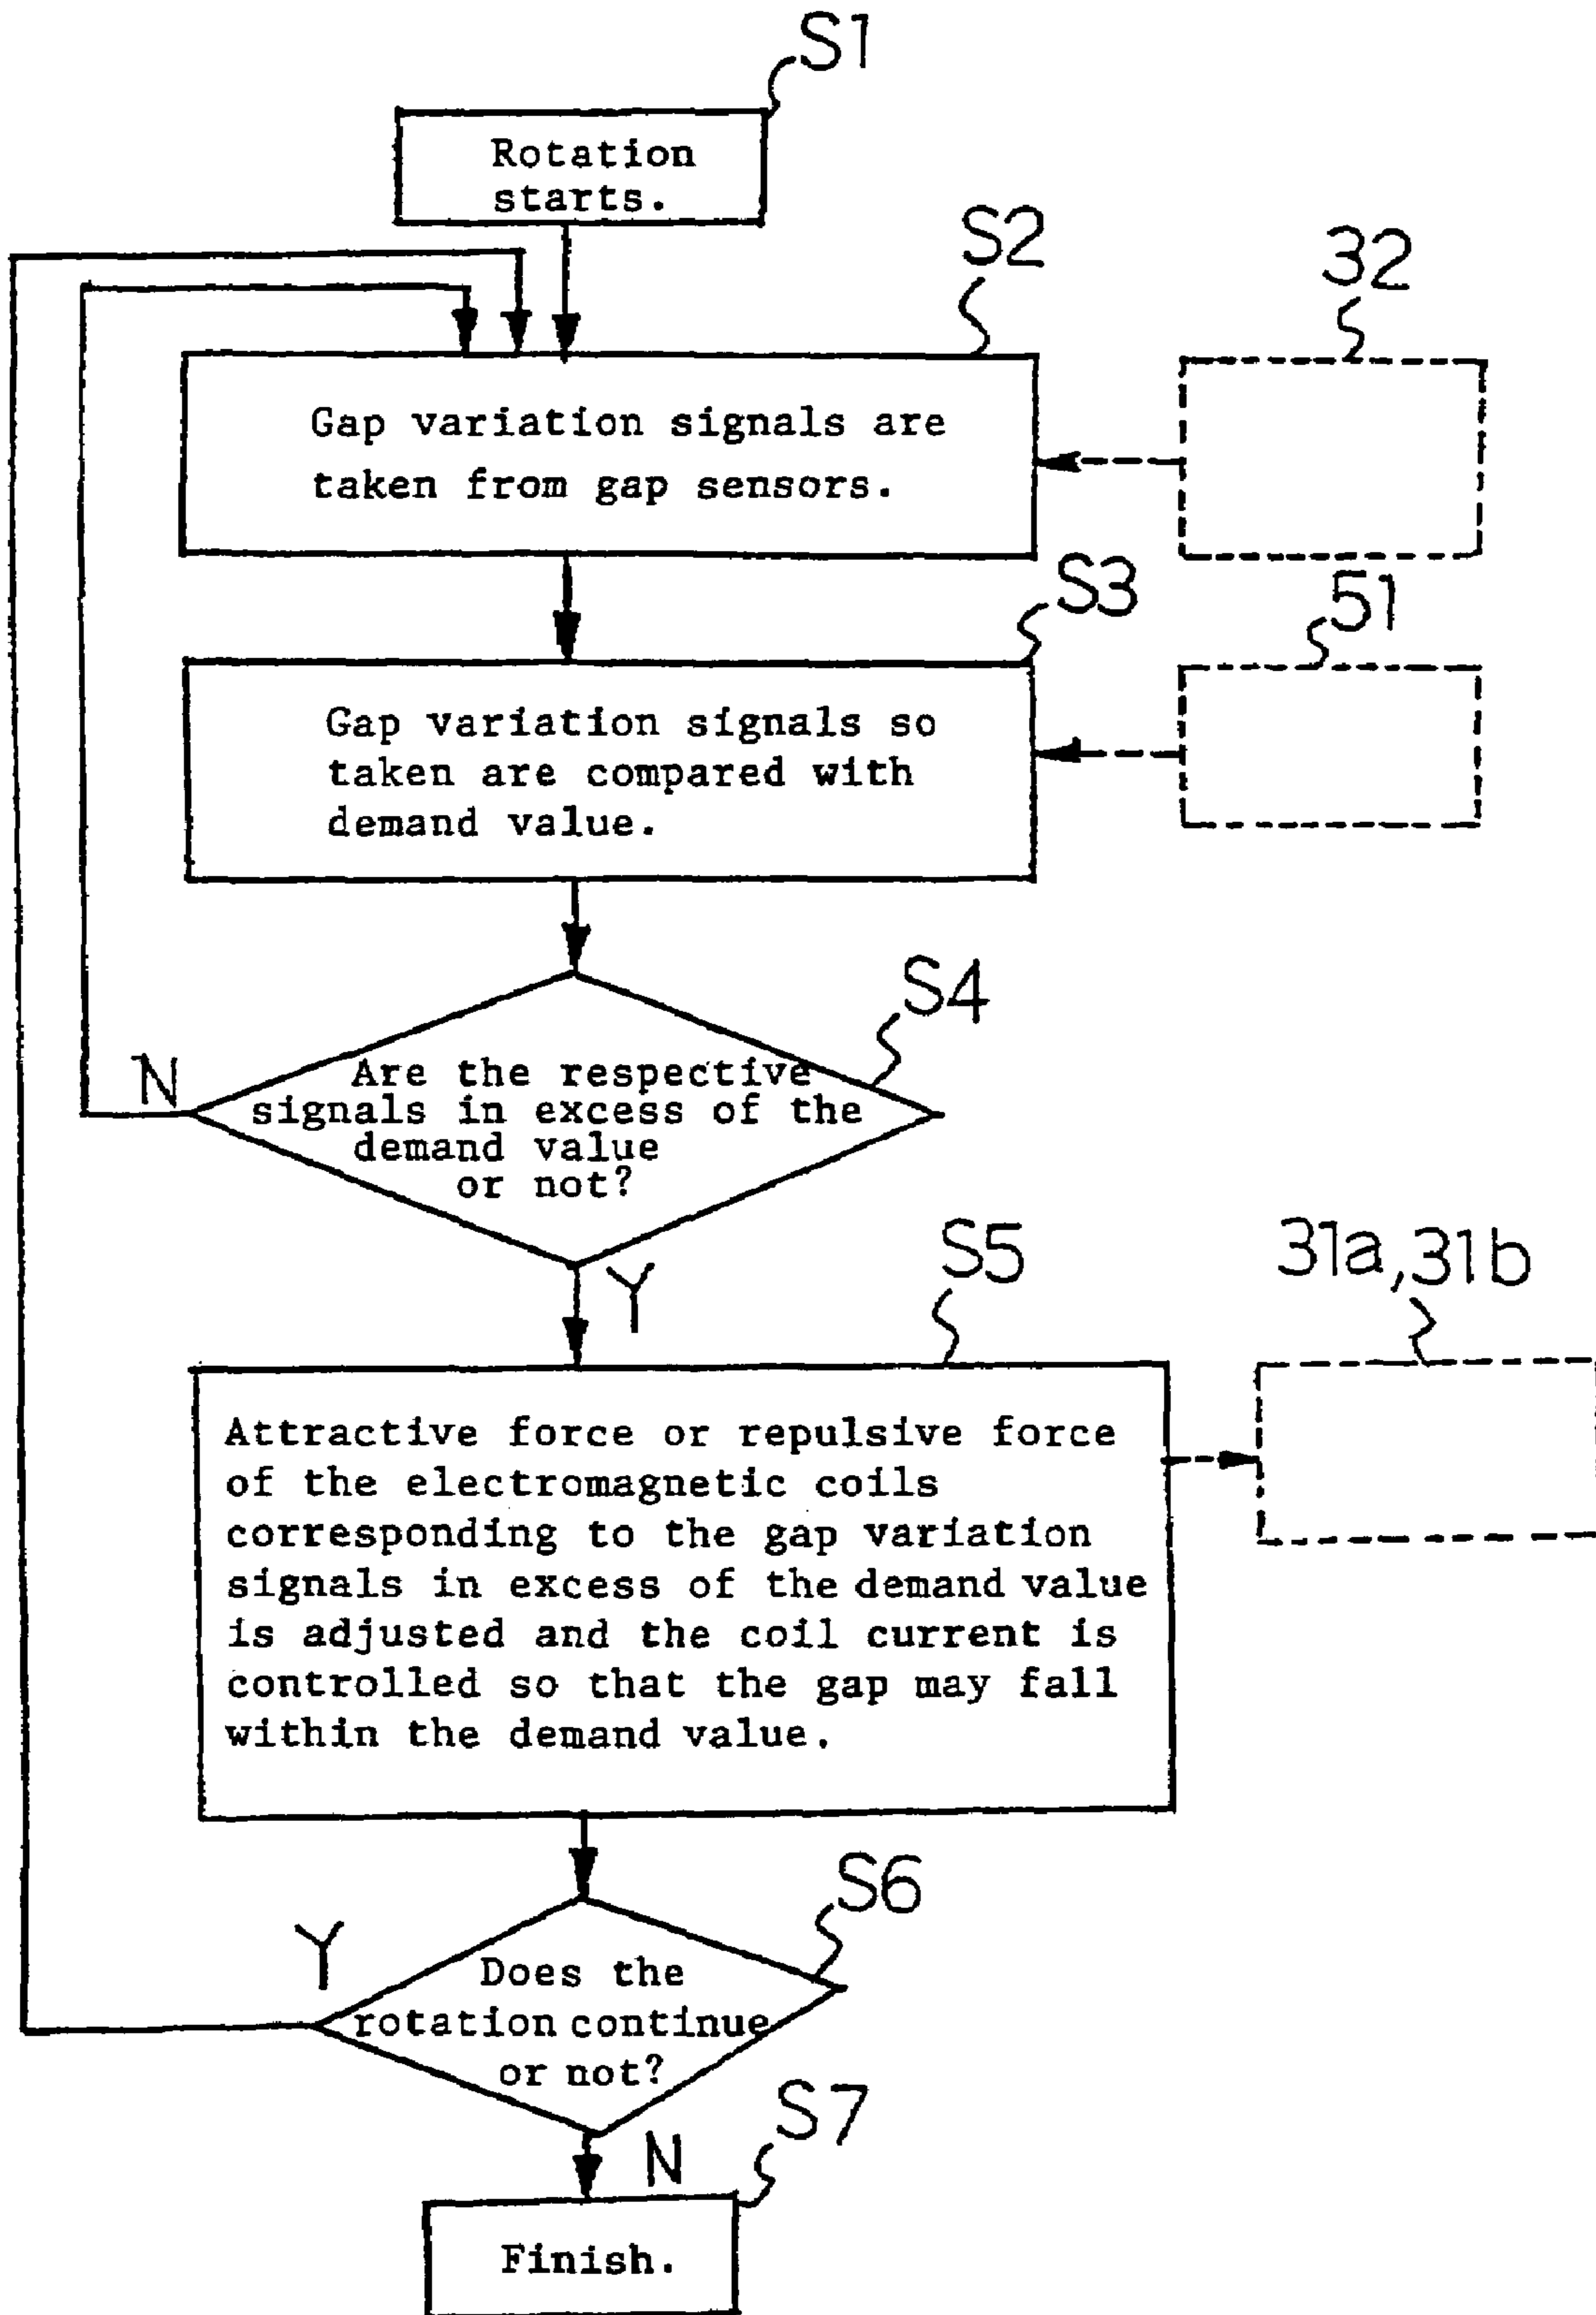 S1
Rotation
starts.
S2
32
Gap variation signals are
taken from gap sensors.
S3
51
Gap variation signals so
taken are compared with
demand value.
S4
N
Are the respective
signals in excess of the
demand value
or not?
Y
S5
31a,31b
Attractive force or repulsive force
of the electromagnetic coils
corresponding to the gap variation
signals in excess of the demand value
is adjusted and the coil current is
controlled so that the gap may fall
within the demand value.
S6
Y
Does the
rotation continue
or not?
S7
N
Finish.